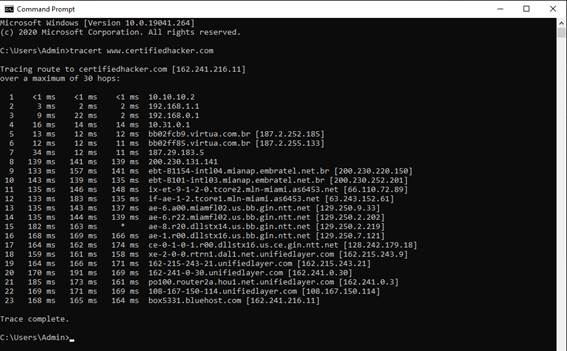 Command Prompt
Microsoft Windows [Version 10.0.19041.264]
(c) 2020 Microsoft Corporation. All rights reserved.
C:\Users\Admin>tracert www.certifiedhacker.com
Tracing route to certifiedhacker.com [162.241.216.11]
over a maximum of 30 hops:
1 <1 ms <1 ms <1 ms 10.10.10.2
2 3 ms 2 ms 2 ms 192.168.1.1
3 9 ms 22 ms 2 ms 192.168.0.1
4 16 ms 14 ms 14 ms 10.31.0.1
5 13 ms 12 ms 12 ms bb02fcb9.virtua.com.br [187.2.252.185]
6 12 ms 12 ms 12 ms bb02ff85.virtua.com.br [187.2.255.133]
7 34 ms 12 ms 11 ms 187.29.183.5
8 139 ms 141 ms 139 ms 200.230.131.141
9 133 ms 157 ms 141 ms ebt-B1154-intl04.mianap.embratel.net.br [200.230.220.150]
10 143 ms 139 ms 135 ms ebt-B101-intl03.mianap.embratel.net.br [200.230.252.201]
11 135 ms 146 ms 148 ms ix-et-9-1-2-0.tcore2.mln-miami.as6453.net [66.110.72.89]
12 133 ms 183 ms 135 ms if-ae-1-2.tcore1.mln-miami.as6453.net [63.243.152.61]
13 135 ms 143 ms 137 ms ae-6.a00.miamfl02.us.bb.gin.ntt.net [129.250.9.33]
14 135 ms 144 ms 139 ms ae-6.r22.miamfl02.us.bb.gin.ntt.net [129.250.2.202]
15 182 ms 163 ms * ae-8.r20.dllstx14.us.bb.gin.ntt.net [129.250.2.219]
16 168 ms 169 ms 166 ms ae-1.r00.dllstx14.us.bb.gin.ntt.net [129.250.7.121]
17 164 ms 162 ms 174 ms ce-0-1-0-1.r00.dllstx16.us.ce.gin.ntt.net [128.242.179.18]
18 159 ms 161 ms 158 ms xe-2-0-0.rtrn1.dal1.net.unifiedlayer.com [162.215.243.9]
19 164 ms 166 ms 171 ms 162-215-243-21.unifiedlayer.com [162.215.243.21]
20 170 ms 191 ms 169 ms 162-241-0-30.unifiedlayer.com [162.241.0.30]
21 185 ms 173 ms 161 ms po100.router2a.hou1.net.unifiedlayer.com [162.241.0.3]
22 169 ms 171 ms 169 ms 108-167-150-114.unifiedlayer.com [108.167.150.114]
23 168 ms 165 ms 164 ms box5331.bluehost.com [162.241.216.11]
Trace complete.
C:\Users\Admin>